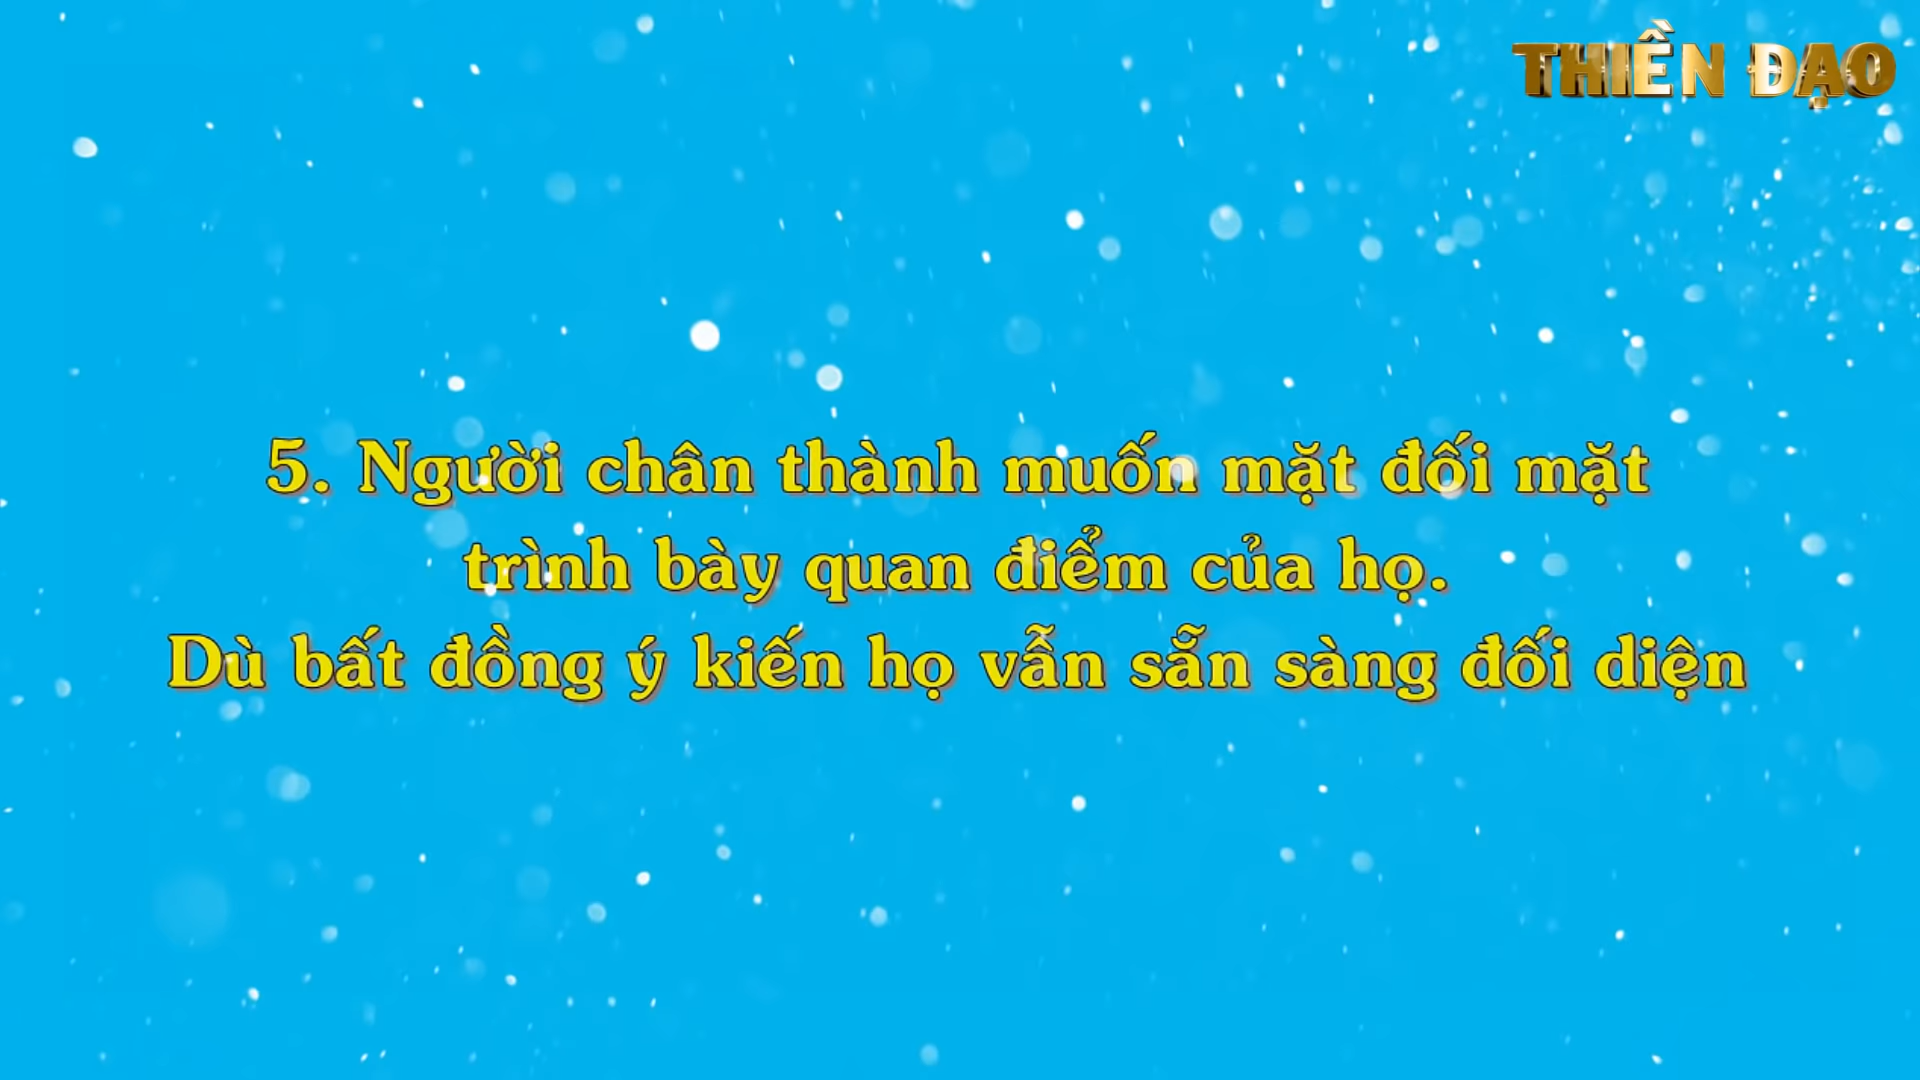 THIỀN ĐẠO
5. Người chân thành muốn mặt đối mặt
trình bày quan điểm của họ.
Dù bất đồng ý kiến họ vẫn sẵn sàng đối diện